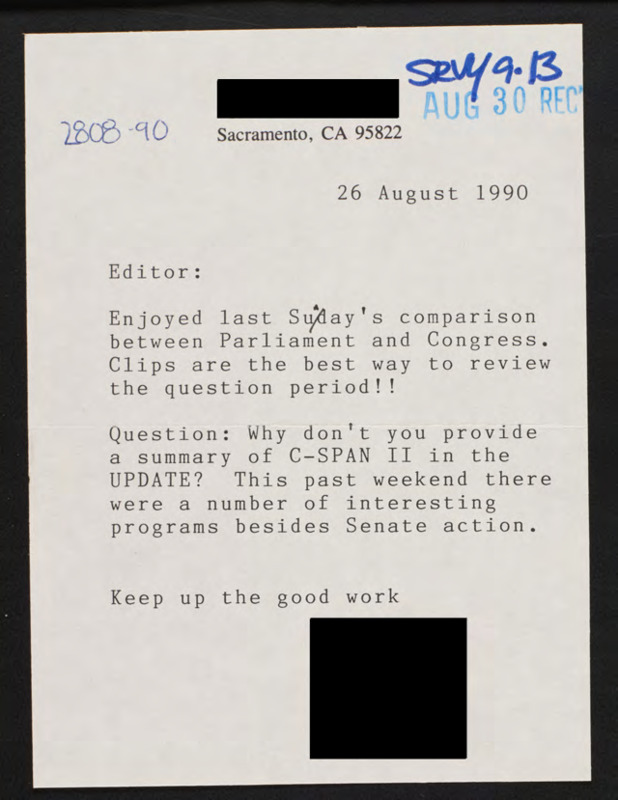 SRVY 9.13
AUG 30 REC'
2808-90
Sacramento, CA 95822
26 August 1990
Editor:
Enjoyed last Suday's comparison
between Parliament and Congress.
Clips are the best way to review
the question period!!
Question: Why don't you provide
a summary of C-SPAN II in the
UPDATE? This past weekend there
were a number of interesting
programs besides Senate action.
Keep up the good work